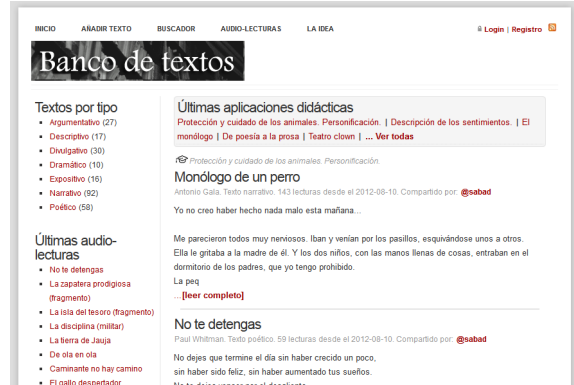 INICIO AÑADIR TEXTO BUSCADOR AUDIO-LECTURAS LA IDEA Login | Registro
Banco de textos
Textos por tipo
Argumentativo (27)
Descriptivo (17)
Divulgativo (30)
Dramático (10)
Expositivo (16)
Narrativo (92)
Poético (58)
Últimas audio-
lecturas
No te detengas
La zapatera prodigiosa
(fragmento)
La isla del tesoro (fragmento)
La disciplina (militar)
La tierra de Jauja
De ola en ola
Caminante no hay camino
El gallo despertador
Últimas aplicaciones didácticas
Protección y cuidado de los animales. Personificación. | Descripción de los sentimientos. | El
monólogo | De poesía a la prosa | Teatro clown | ... Ver todas
Protección y cuidado de los animales. Personificación.
Monólogo de un perro
Antonio Gala. Texto narrativo. 143 lecturas desde el 2012-08-10. Compartido por: @sabad
Yo no creo haber hecho nada malo esta mañana...
Me parecieron todos muy nerviosos. Iban y venían por los pasillos, esquivándose unos a otros.
Ella le gritaba a la madre de él. Y los dos niños, con las manos llenas de cosas, entraban en el
dormitorio de los padres, que yo tengo prohibido.
La peq
...[leer completo]
No te detengas
Paul Whitman. Texto poético. 59 lecturas desde el 2012-08-10. Compartido por: @sabad
No dejes que termine el día sin haber crecido un poco,
sin haber sido feliz, sin haber aumentado tus sueños.
No te dejes vencer por el desaliento